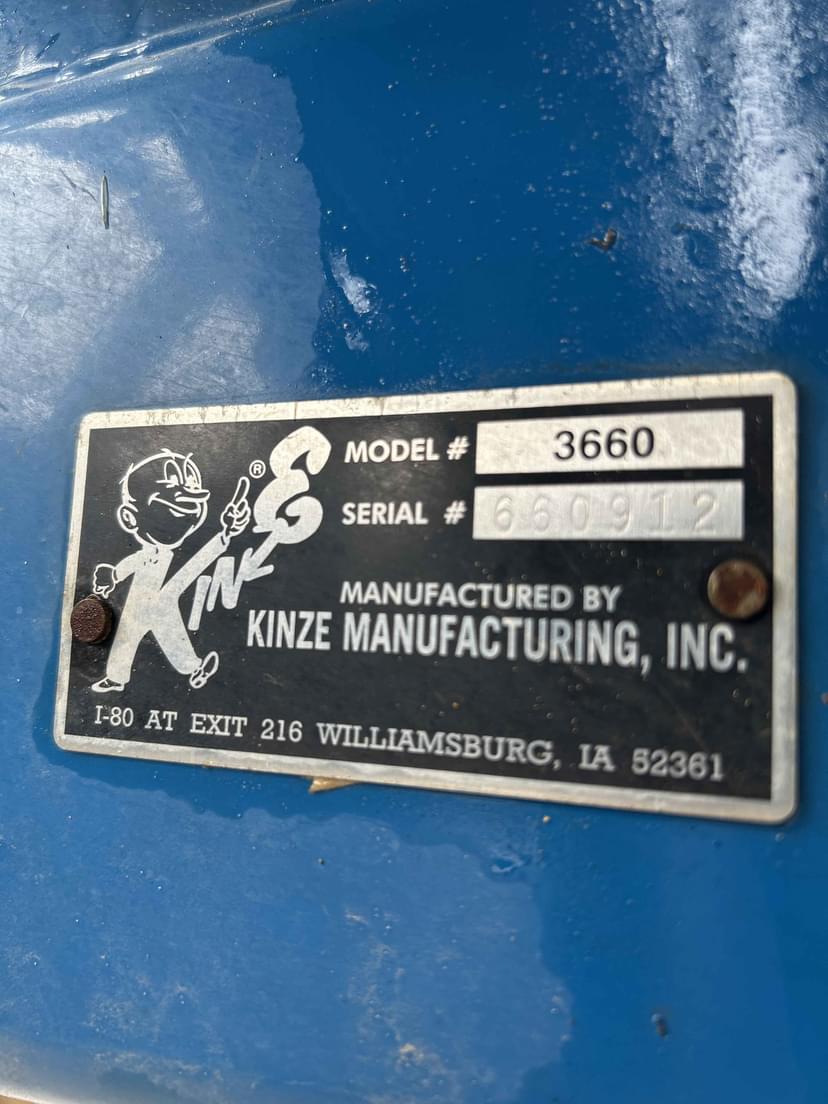 KINZE ®
MODEL # 3660
SERIAL # 660912
MANUFACTURED BY
KINZE MANUFACTURING, INC.
I-80 AT EXIT 216 WILLIAMSBURG, IA 52361